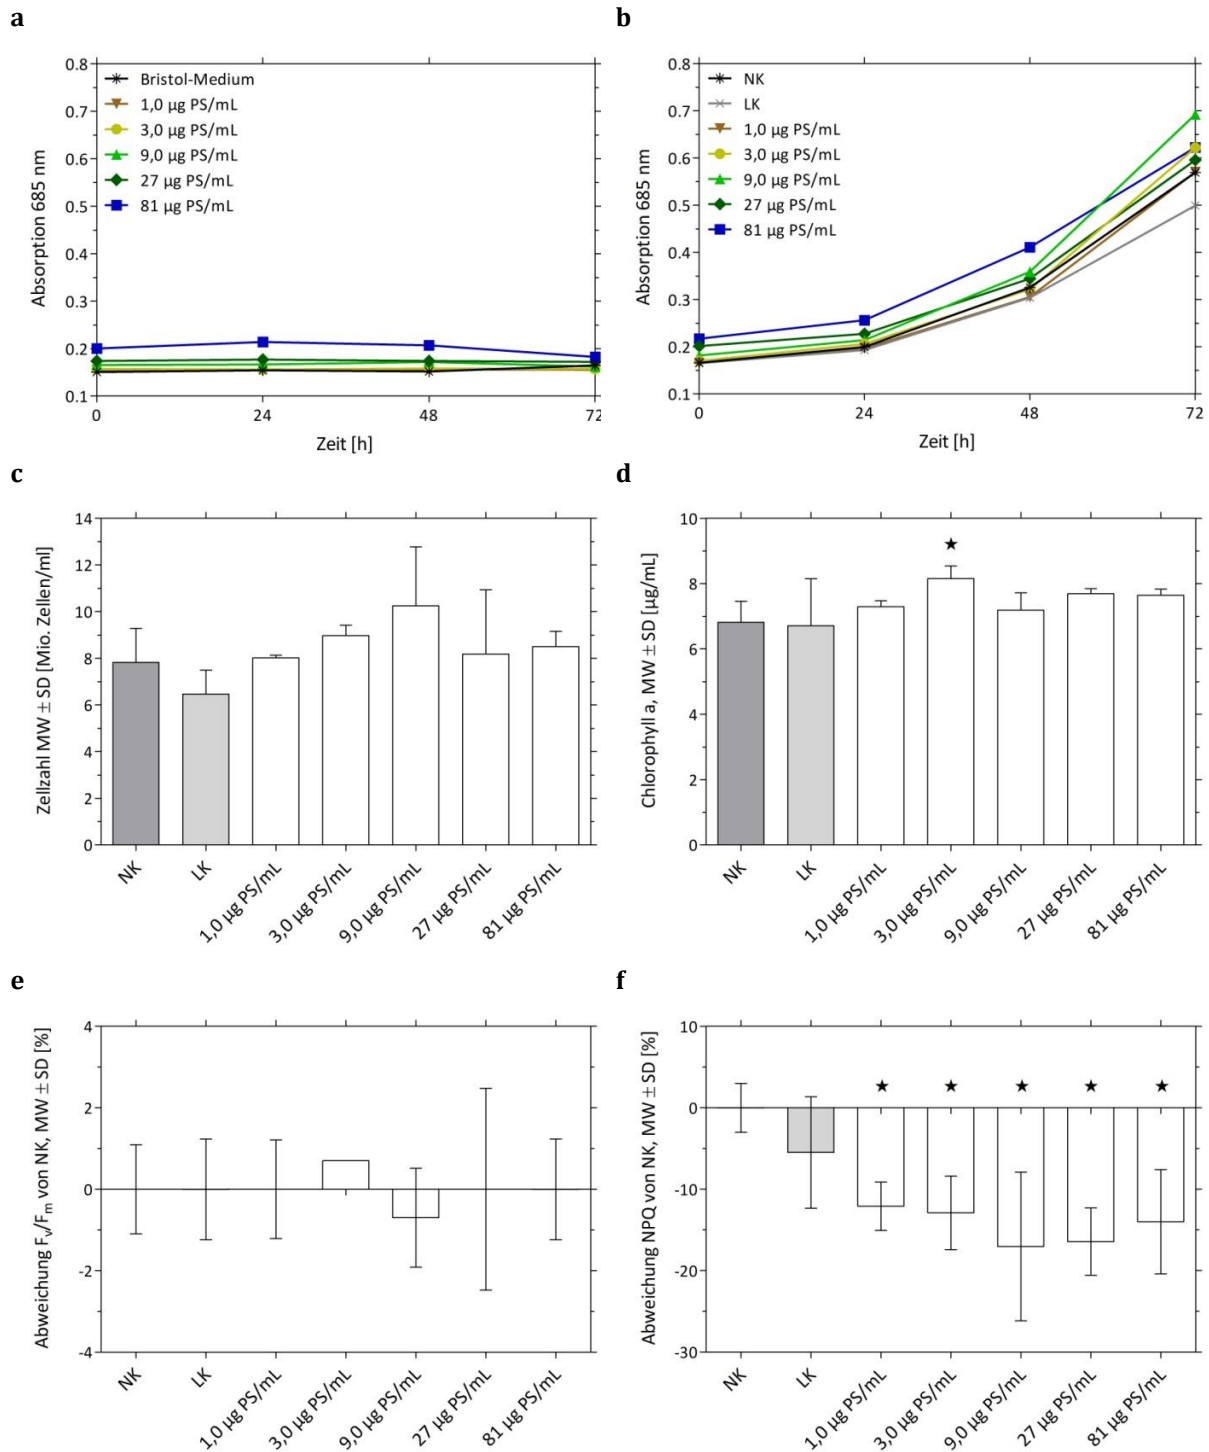 a
b
0.8
0.7
0.6
0.5
0.4
0.3
0.2
0.1
Absorption 685 nm
Bristol-Medium
1,0 µg PS/mL
3,0 µg PS/mL
9,0 µg PS/mL
27 µg PS/mL
81 µg PS/mL
0
24
48
72
Zeit [h]
0.8
0.7
0.6
0.5
0.4
0.3
0.2
0.1
Absorption 685 nm
NK
LK
1,0 µg PS/mL
3,0 µg PS/mL
9,0 µg PS/mL
27 µg PS/mL
81 µg PS/mL
0
24
48
72
Zeit [h]
c
d
14
12
10
8
6
4
2
0
Zellzahl MW ± SD [Mio. Zellen/ml]
NK
LK
1,0 µg PS/mL
3,0 µg PS/mL
9,0 µg PS/mL
27 µg PS/mL
81 µg PS/mL
10
8
6
4
2
0
Chlorophyll a, MW ± SD [µg/mL]
★
NK
LK
1,0 µg PS/mL
3,0 µg PS/mL
9,0 µg PS/mL
27 µg PS/mL
81 µg PS/mL
e
f
4
2
0
-2
-4
Abweichung Fv/Fm von NK, MW ± SD [%]
NK
LK
1,0 µg PS/mL
3,0 µg PS/mL
9,0 µg PS/mL
27 µg PS/mL
81 µg PS/mL
10
0
-10
-20
-30
Abweichung NPQ von NK, MW ± SD [%]
★ ★ ★ ★ ★
NK
LK
1,0 µg PS/mL
3,0 µg PS/mL
9,0 µg PS/mL
27 µg PS/mL
81 µg PS/mL